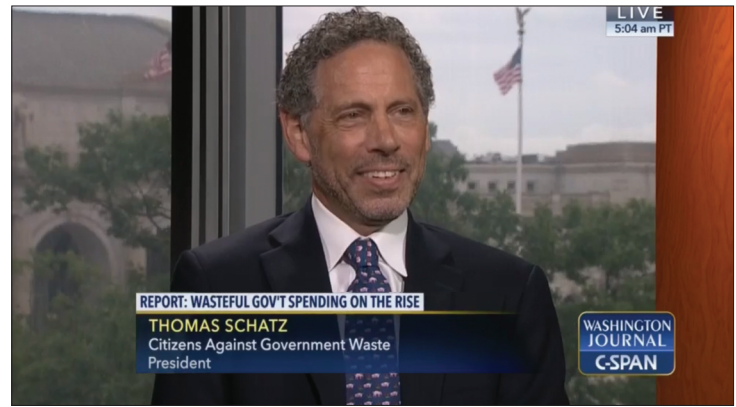 LIVE
5:04 am PT
REPORT: WASTEFUL GOV'T SPENDING ON THE RISE
THOMAS SCHATZ
Citizens Against Government Waste
President
WASHINGTON
JOURNAL
C-SPAN